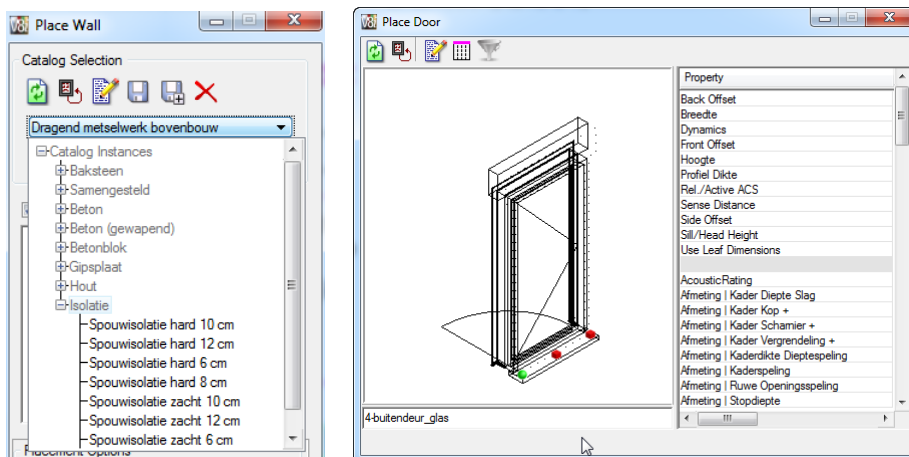 Place Wall
Catalog Selection
Dragend metselwerk bovenbouw
Catalog Instances
Baksteen
Samengesteld
Beton
Beton (gewapend)
Betonblok
Gipsplaat
Hout
Isolatie
Spouwisolatie hard 10 cm
Spouwisolatie hard 12 cm
Spouwisolatie hard 6 cm
Spouwisolatie hard 8 cm
Spouwisolatie zacht 10 cm
Spouwisolatie zacht 12 cm
Spouwisolatie zacht 6 cm
Placement Options
Place Door
Property
Back Offset
Breedte
Dynamics
Front Offset
Hoogte
Profiel Dikte
Rel./Active ACS
Sense Distance
Side Offset
Sill/Head Height
Use Leaf Dimensions
AcousticRating
Afmeting | Kader Diepte Slag
Afmeting | Kader Kop +
Afmeting | Kader Scharnier +
Afmeting | Kader Vergrendeling +
Afmeting | Kaderdikte Dieptespeling
Afmeting | Kaderspeling
Afmeting | Ruwe Openingsspeling
Afmeting | Stopdiepte
4-buitendeur_glas